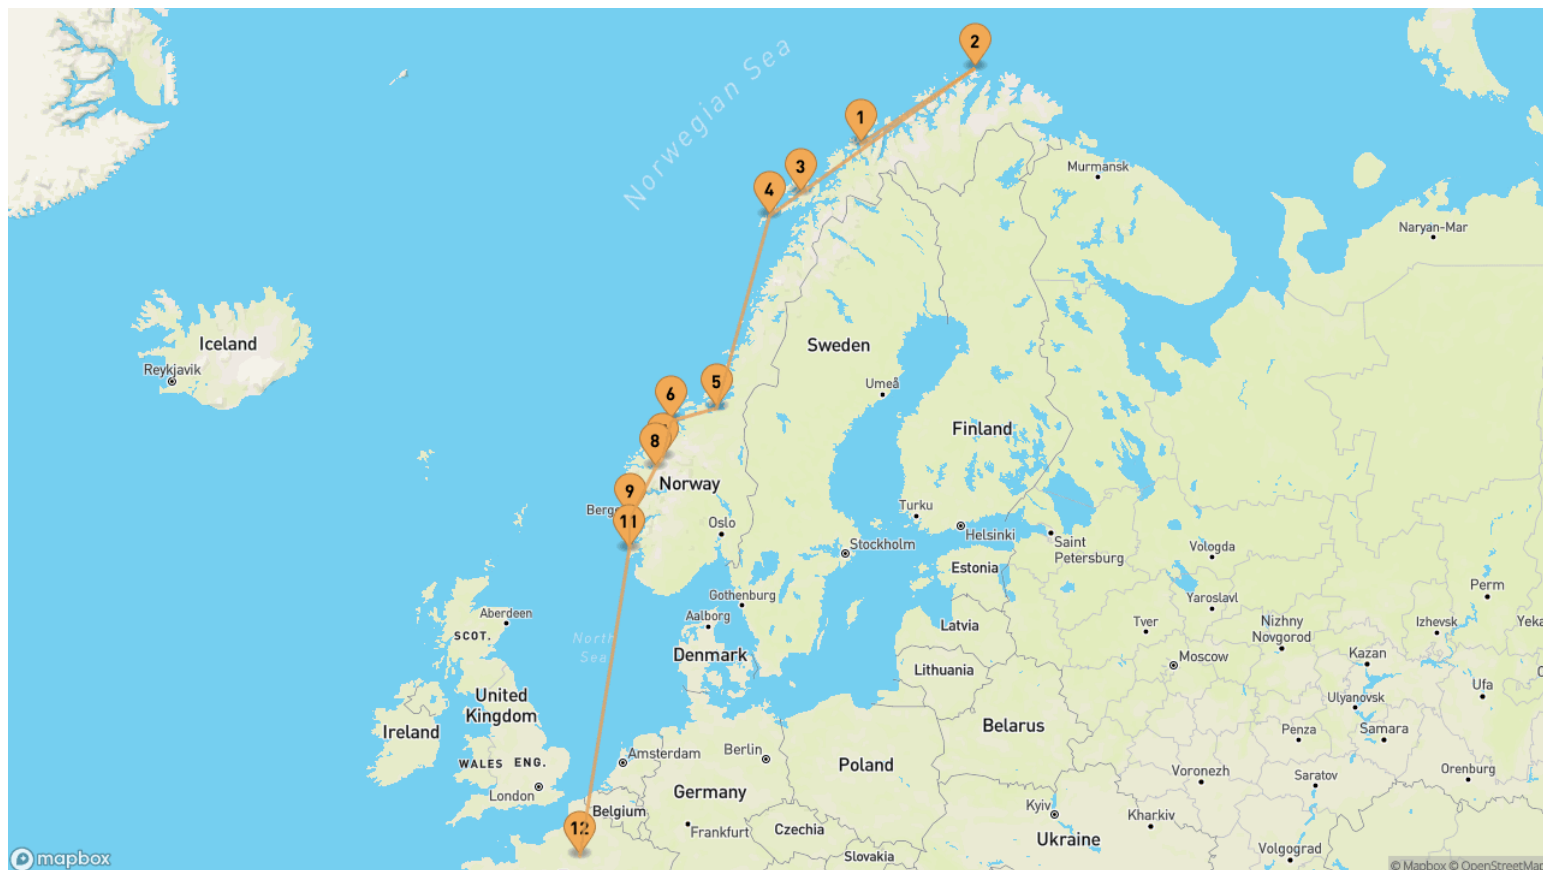 Norwegian Sea
2
1
3
4
Murmansk
Naryan-Mar
Iceland
Reykjavik
Sweden
Umeå
5
6
8
Finland
Norway
9
11
Oslo
Turku
Helsinki
Stockholm
Saint
Petersburg
Estonia
Vologda
Perm
Yaroslavl
Gothenburg
Aalborg
Aberdeen
SCOT.
North
Sea
Denmark
Latvia
Lithuania
Tver
Nizhny
Novgorod
Izhevsk
Moscow
Kazan
Ufa
Ulyanovsk
Samara
Penza
United
Kingdom
Ireland
WALES
ENG.
London
Amsterdam
Berlin
Poland
Belarus
Germany
Belgium
Voronezh
Saratov
Orenburg
Kyiv
Kharkiv
Ukraine
12
Frankfurt
Czechia
Slovakia
Volgograd
mapbox
© Mapbox © OpenStreetMap